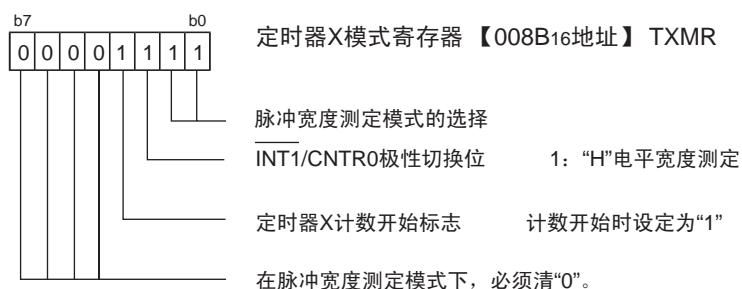 b7 b0
定时器X模式寄存器 【008B16地址】 TXMR
0 0 0 0 1 1 1 1
脉冲宽度测定模式的选择
INT1/CNTR0极性切换位 1：“H”电平宽度测定
定时器X计数开始标志 计数开始时设定为“1”
在脉冲宽度测定模式下，必须清“0”。